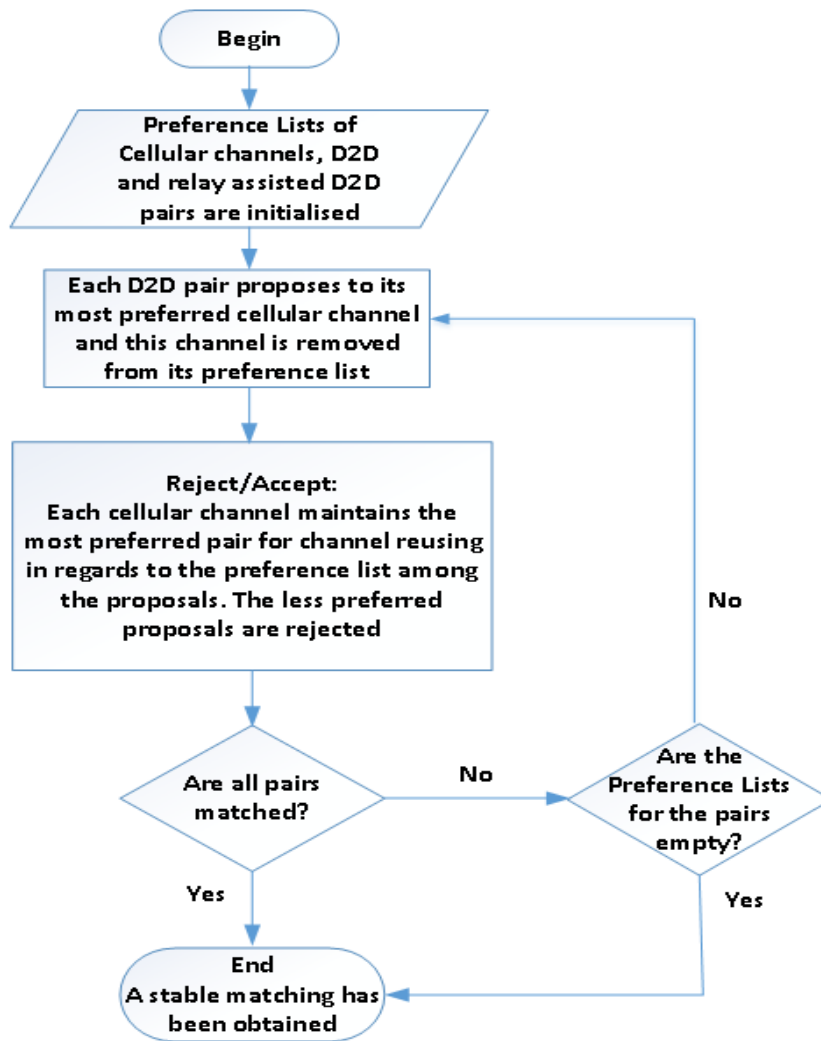 Begin
Preference Lists of
Cellular channels, D2D
and relay assisted D2D
pairs are initialised
Each D2D pair proposes to its
most preferred cellular channel
and this channel is removed
from its preference list
Reject/Accept:
Each cellular channel maintains the
most preferred pair for channel reusing
in regards to the preference list among
the proposals. The less preferred
proposals are rejected
No
Are all pairs
matched?
No
Are the
Preference Lists
for the pairs
empty?
Yes
Yes
End
A stable matching has
been obtained